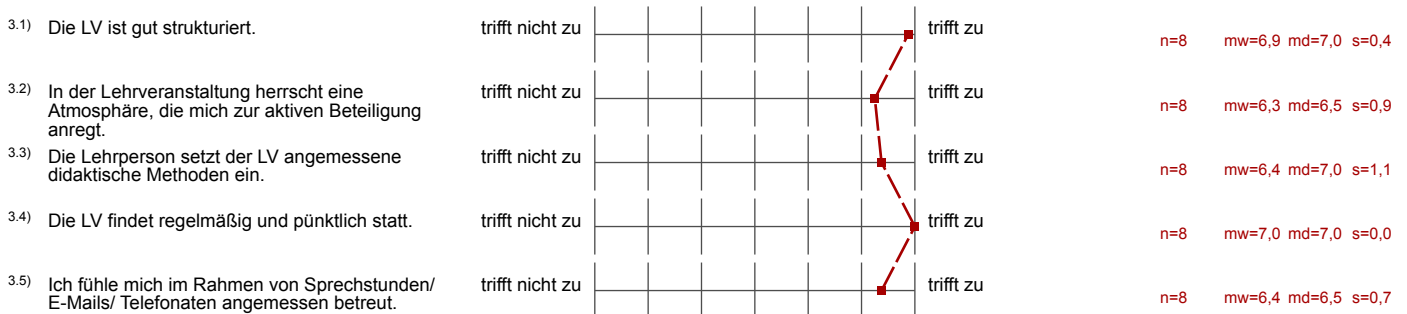 3.1) Die LV ist gut strukturiert. trifft nicht zu trifft zu n=8 mw=6,9 md=7,0 s=0,4
3.2) In der Lehrveranstaltung herrscht eine trifft nicht zu trifft zu n=8 mw=6,3 md=6,5 s=0,9
Atmosphäre, die mich zur aktiven Beteiligung
anregt.
3.3) Die Lehrperson setzt der LV angemessene trifft nicht zu trifft zu n=8 mw=6,4 md=7,0 s=1,1
didaktische Methoden ein.
3.4) Die LV findet regelmäßig und pünktlich statt. trifft nicht zu trifft zu n=8 mw=7,0 md=7,0 s=0,0
3.5) Ich fühle mich im Rahmen von Sprechstunden/ trifft nicht zu trifft zu n=8 mw=6,4 md=6,5 s=0,7
E-Mails/ Telefonaten angemessen betreut.